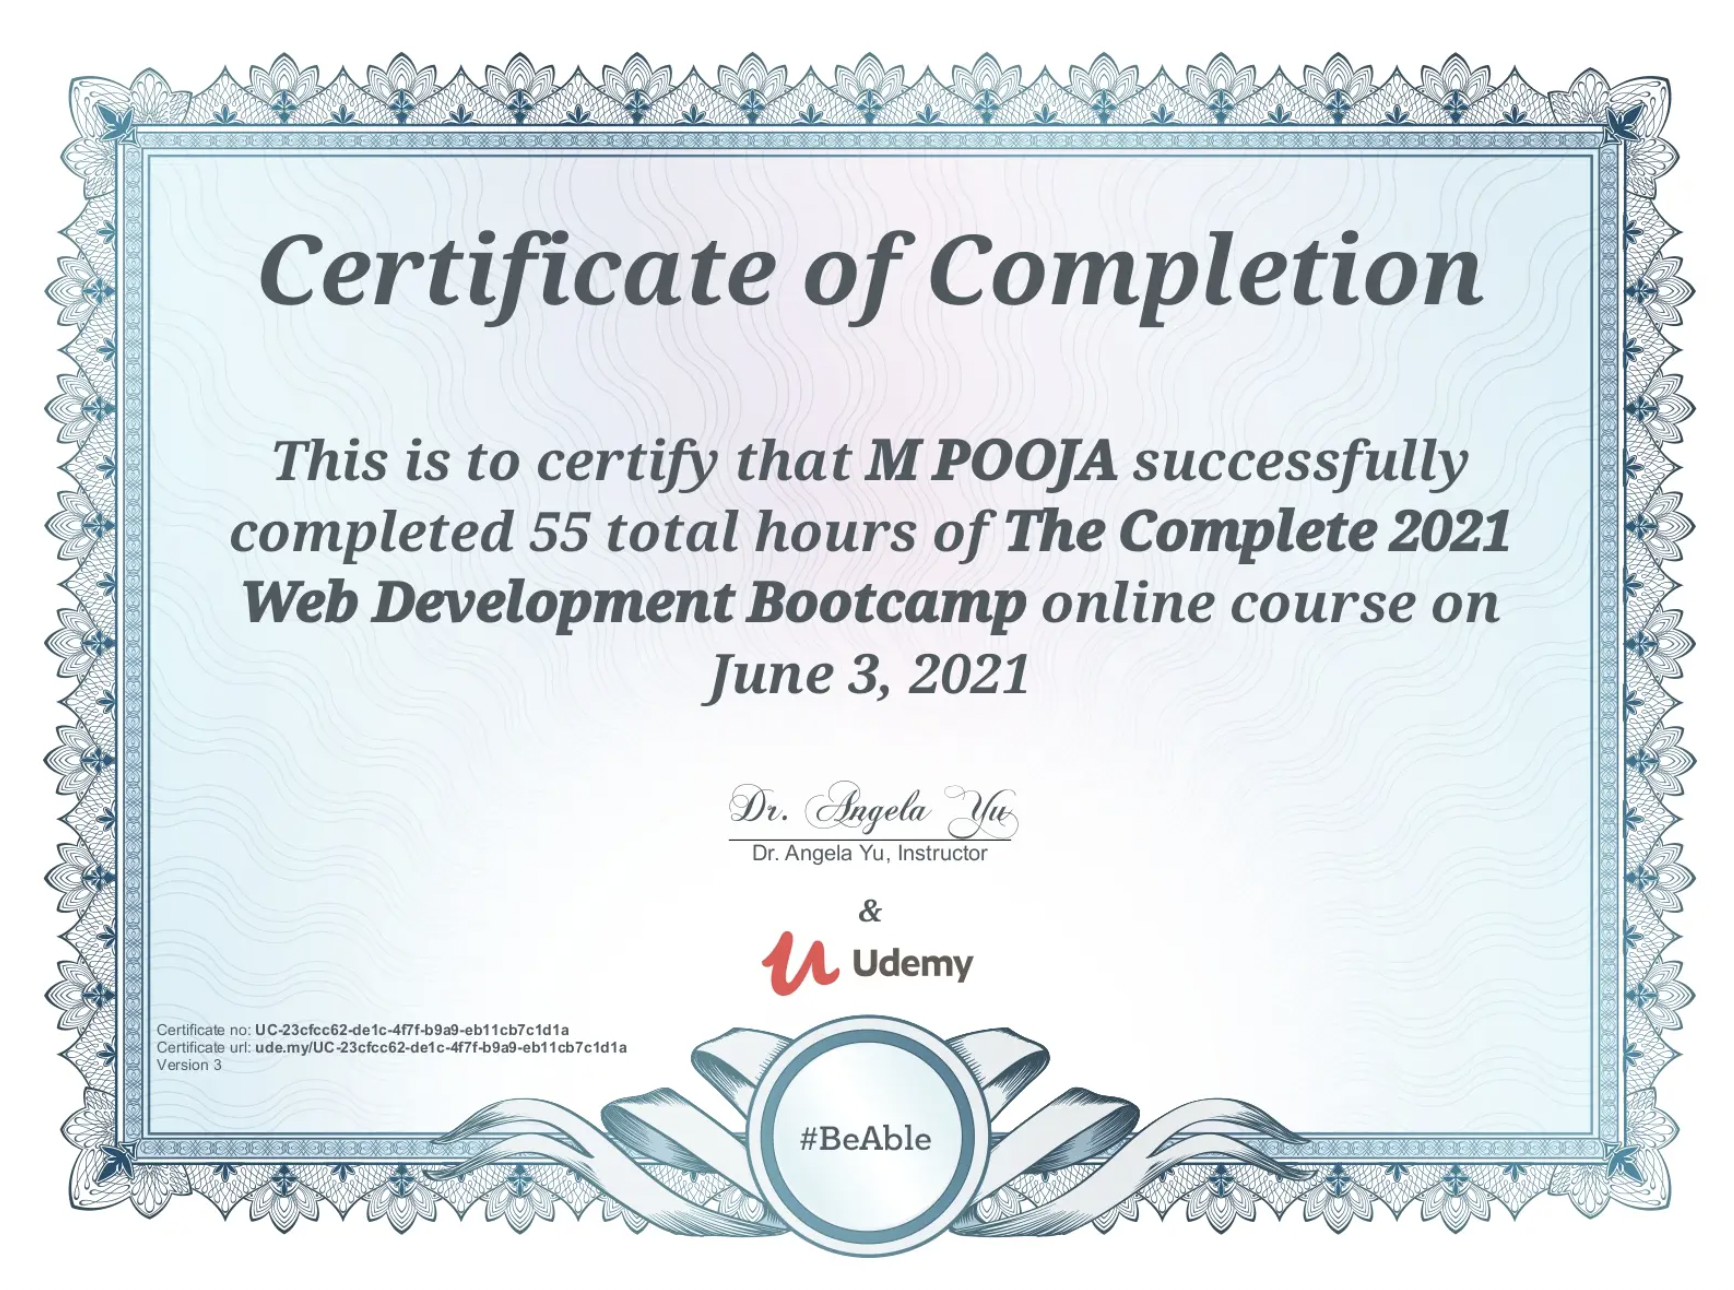 Certificate of Completion
This is to certify that M POOJA successfully
completed 55 total hours of The Complete 2021
Web Development Bootcamp online course on
June 3, 2021
Dr. Angela Yu
Dr. Angela Yu, Instructor
&
Udemy
Certificate no: UC-23cfcc62-de1c-4f7f-b9a9-eb11cb7c1d1a
Certificate url: ude.my/UC-23cfcc62-de1c-4f7f-b9a9-eb11cb7c1d1a
Version 3
#BeAble